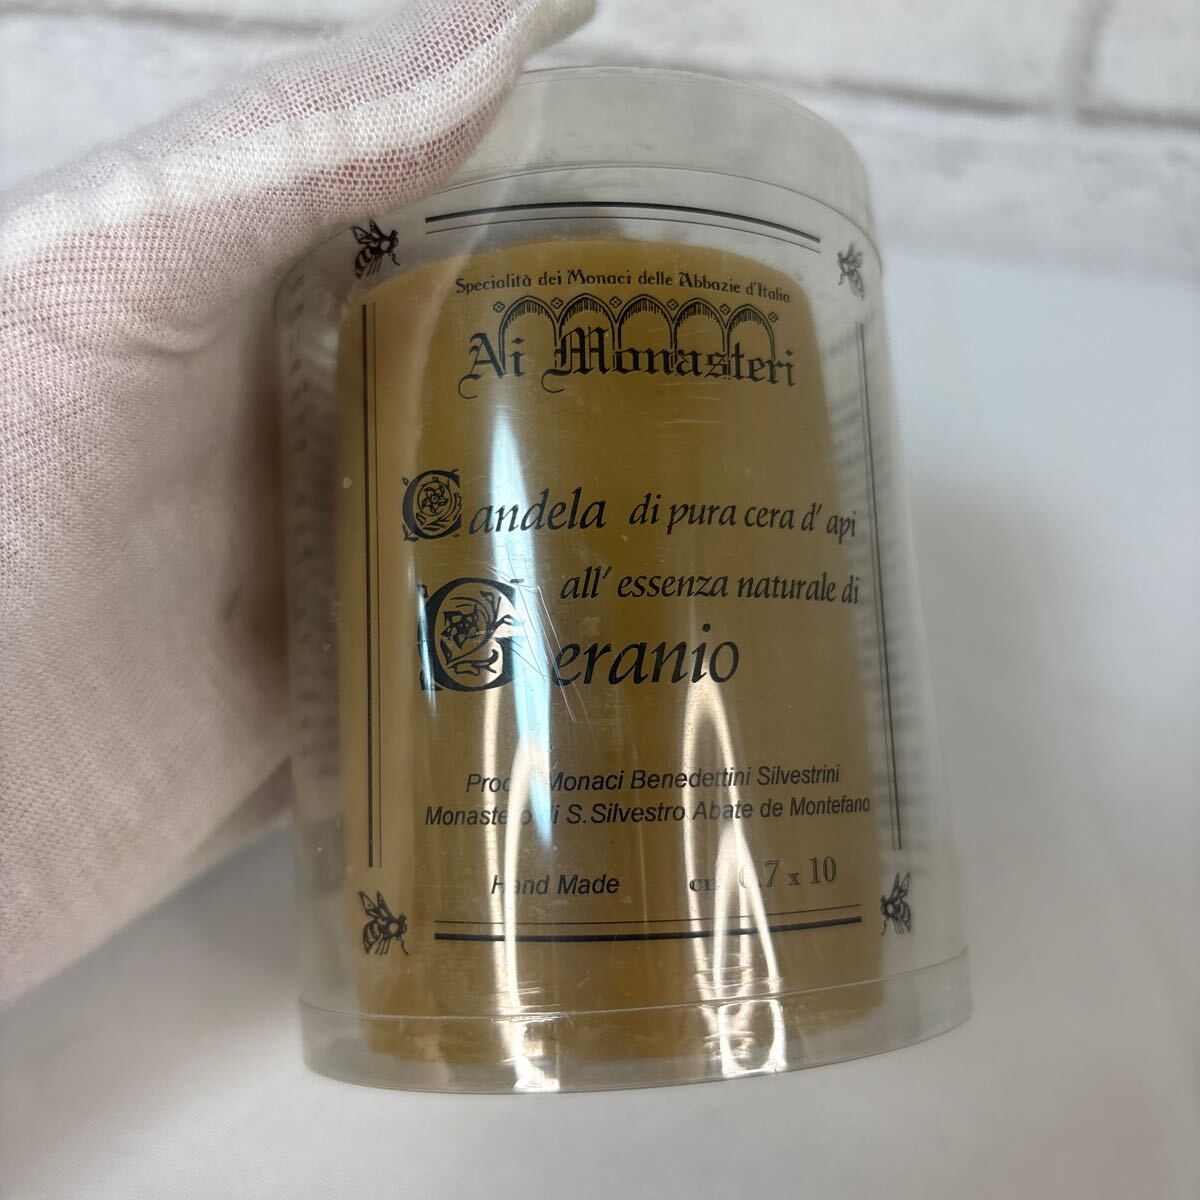 Specialità dei Monaci delle Abbazie d'Italia
Ai Monasteri
Candela di pura cera d'api
all'essenza naturale di
Geranio
Monaci Benedettini Silvestrini
S. Silvestro Abate de Montefano
Hand Made
x 10